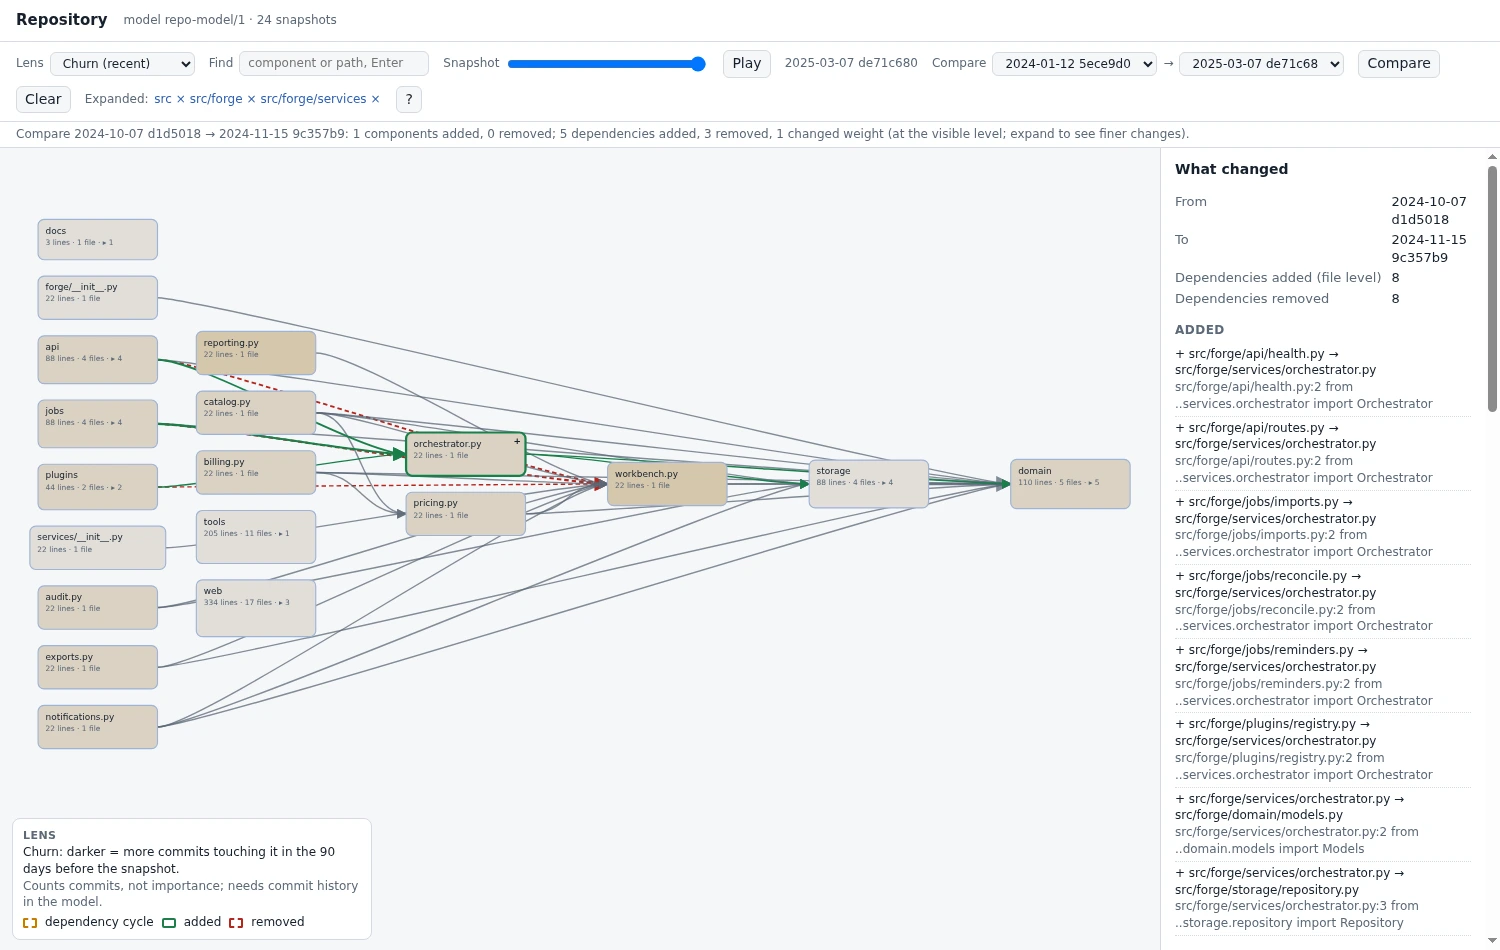 Repository model repo-model/1 · 24 snapshots
Lens Churn (recent) Find component or path, Enter Snapshot Play 2025-03-07 de71c680 Compare 2024-01-12 5ece9d0 → 2025-03-07 de71c68 Compare
Clear Expanded: src × src/forge × src/forge/services × ?
Compare 2024-10-07 d1d5018 → 2024-11-15 9c357b9: 1 components added, 0 removed; 5 dependencies added, 3 removed, 1 changed weight (at the visible level; expand to see finer changes).
docs
3 lines · 1 file · ▸ 1
forge/__init__.py
22 lines · 1 file
api
88 lines · 4 files · ▸ 4
jobs
88 lines · 4 files · ▸ 4
plugins
44 lines · 2 files · ▸ 2
services/__init__.py
22 lines · 1 file
audit.py
22 lines · 1 file
exports.py
22 lines · 1 file
notifications.py
22 lines · 1 file
reporting.py
22 lines · 1 file
catalog.py
22 lines · 1 file
billing.py
22 lines · 1 file
tools
205 lines · 11 files · ▸ 1
web
334 lines · 17 files · ▸ 3
orchestrator.py +
22 lines · 1 file
pricing.py
22 lines · 1 file
workbench.py
22 lines · 1 file
storage
88 lines · 4 files · ▸ 4
domain
110 lines · 5 files · ▸ 5
LENS
Churn: darker = more commits touching it in the 90
days before the snapshot.
Counts commits, not importance; needs commit history
in the model.
dependency cycle added removed
What changed
From 2024-10-07
d1d5018
To 2024-11-15
9c357b9
Dependencies added (file level) 8
Dependencies removed 8
ADDED
+ src/forge/api/health.py →
src/forge/services/orchestrator.py
src/forge/api/health.py:2 from
..services.orchestrator import Orchestrator
+ src/forge/api/routes.py →
src/forge/services/orchestrator.py
src/forge/api/routes.py:2 from
..services.orchestrator import Orchestrator
+ src/forge/jobs/imports.py →
src/forge/services/orchestrator.py
src/forge/jobs/imports.py:2 from
..services.orchestrator import Orchestrator
+ src/forge/jobs/reconcile.py →
src/forge/services/orchestrator.py
src/forge/jobs/reconcile.py:2 from
..services.orchestrator import Orchestrator
+ src/forge/jobs/reminders.py →
src/forge/services/orchestrator.py
src/forge/jobs/reminders.py:2 from
..services.orchestrator import Orchestrator
+ src/forge/plugins/registry.py →
src/forge/services/orchestrator.py
src/forge/plugins/registry.py:2 from
..services.orchestrator import Orchestrator
+ src/forge/services/orchestrator.py →
src/forge/domain/models.py
src/forge/services/orchestrator.py:2 from
..domain.models import Models
+ src/forge/services/orchestrator.py →
src/forge/storage/repository.py
src/forge/services/orchestrator.py:3 from
..storage.repository import Repository